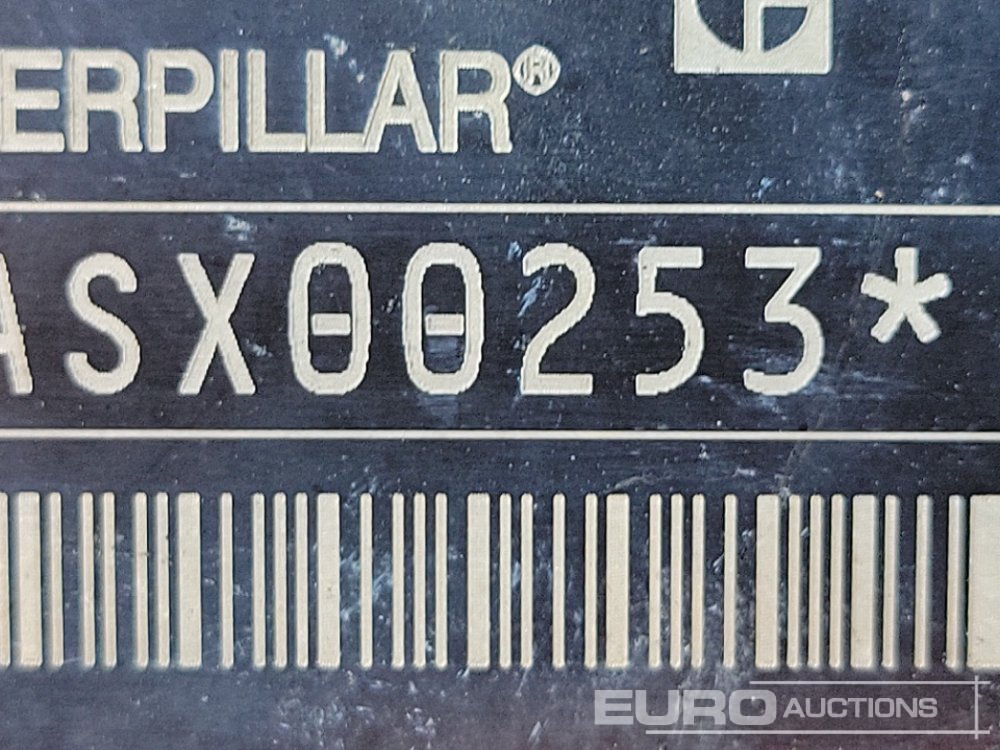 ERPILLAR®
ASX00253*
EURO AUCTIONS